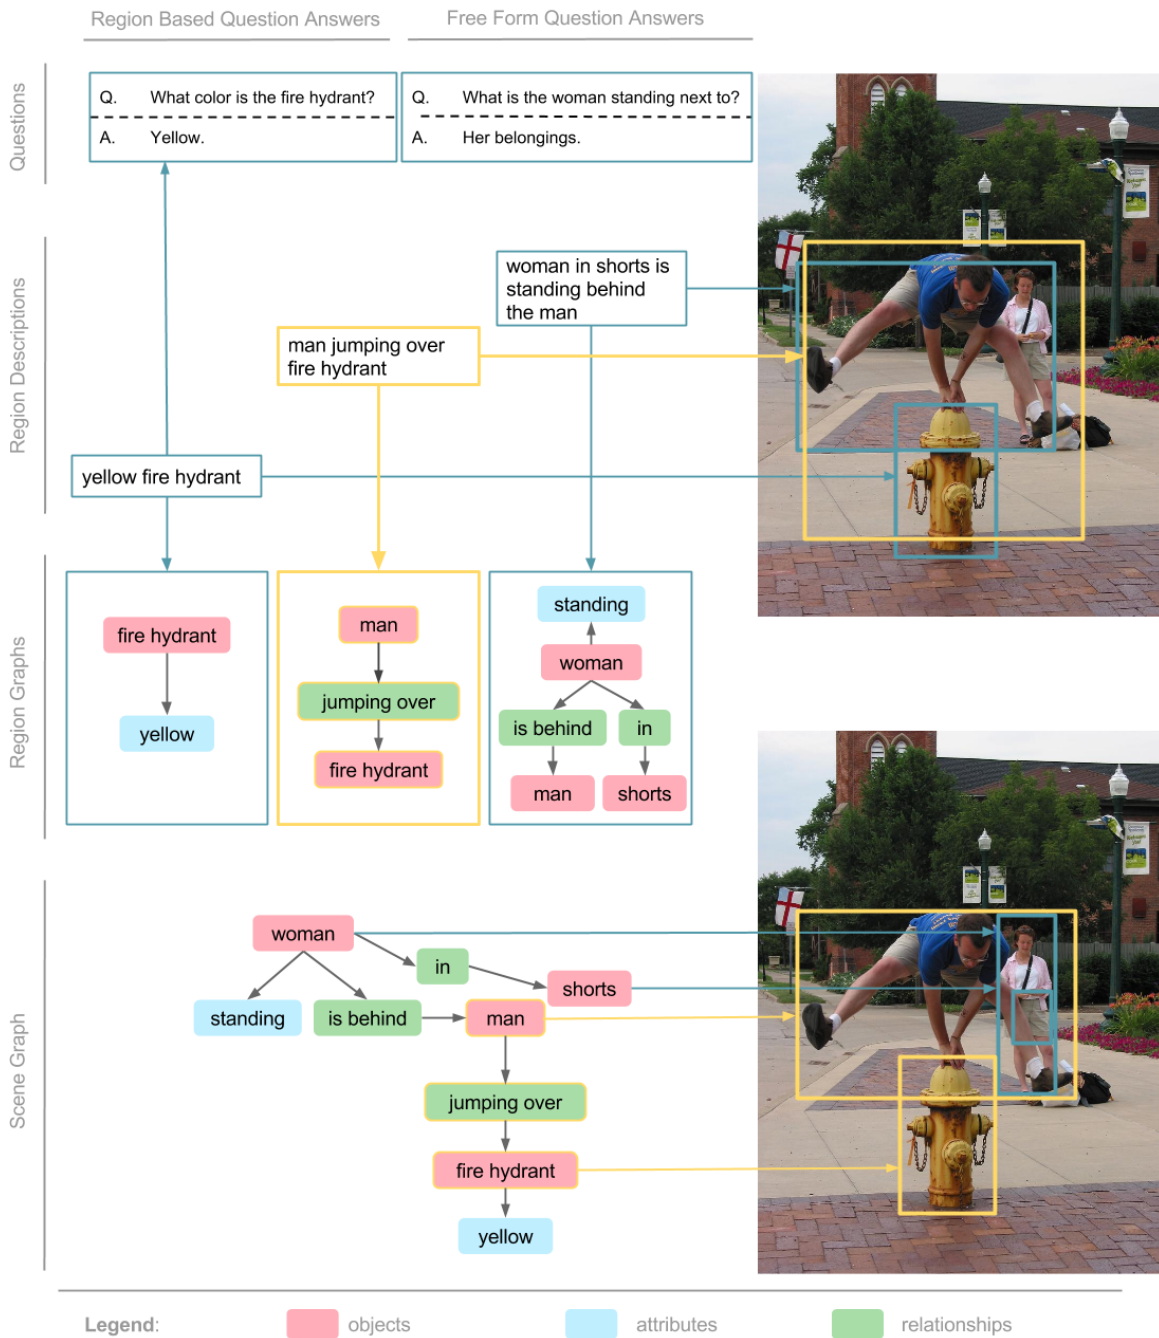 Region Based Question Answers
Free Form Question Answers
Questions
Q. What color is the fire hydrant?
A. Yellow.
Q. What is the woman standing next to?
A. Her belongings.
Region Descriptions
woman in shorts is
standing behind
the man
man jumping over
fire hydrant
yellow fire hydrant
Region Graphs
fire hydrant
yellow
man
jumping over
fire hydrant
standing
woman
is behind
in
man
shorts
Scene Graph
woman
in
shorts
standing
is behind
man
jumping over
fire hydrant
yellow
Legend:
objects
attributes
relationships